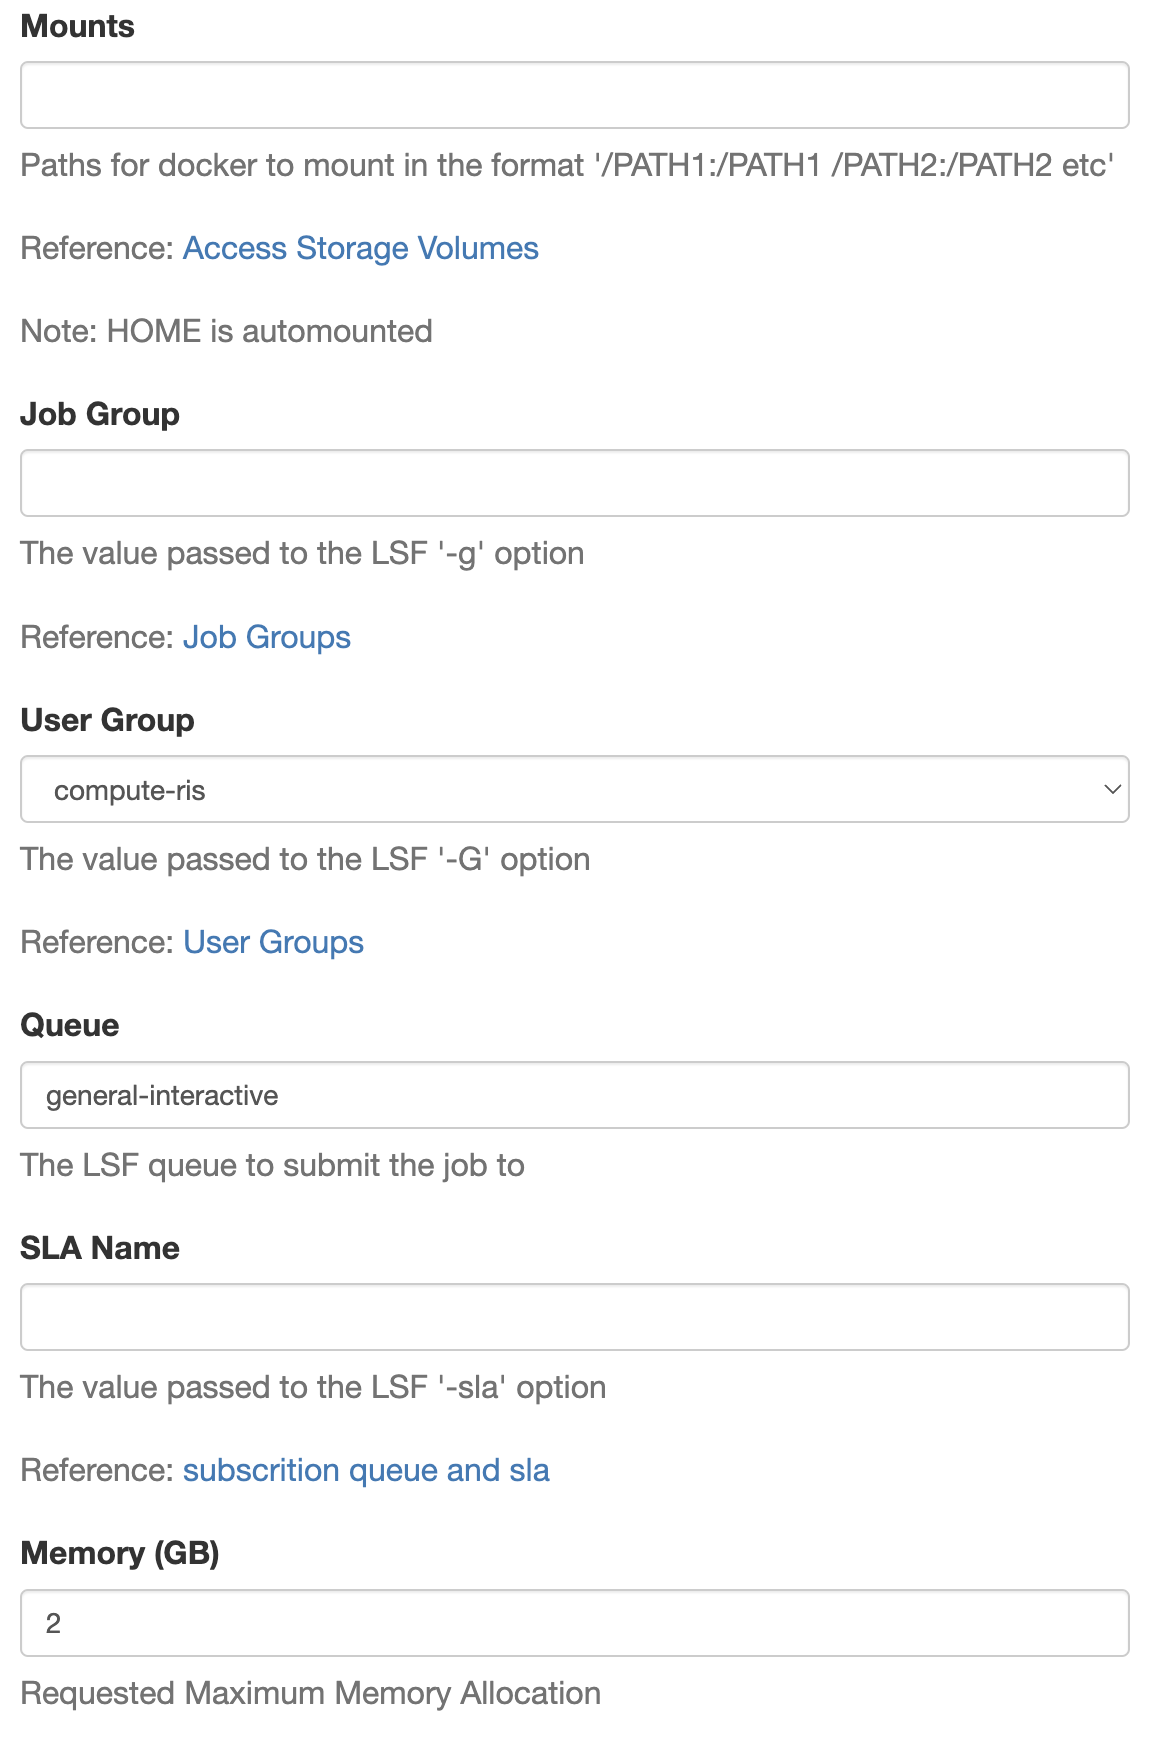 Mounts
Paths for docker to mount in the format '/PATH1:/PATH1 /PATH2:/PATH2 etc'
Reference: Access Storage Volumes
Note: HOME is automounted
Job Group
The value passed to the LSF '-g' option
Reference: Job Groups
User Group
compute-ris
The value passed to the LSF '-G' option
Reference: User Groups
Queue
general-interactive
The LSF queue to submit the job to
SLA Name
The value passed to the LSF '-sla' option
Reference: subscrition queue and sla
Memory (GB)
2
Requested Maximum Memory Allocation